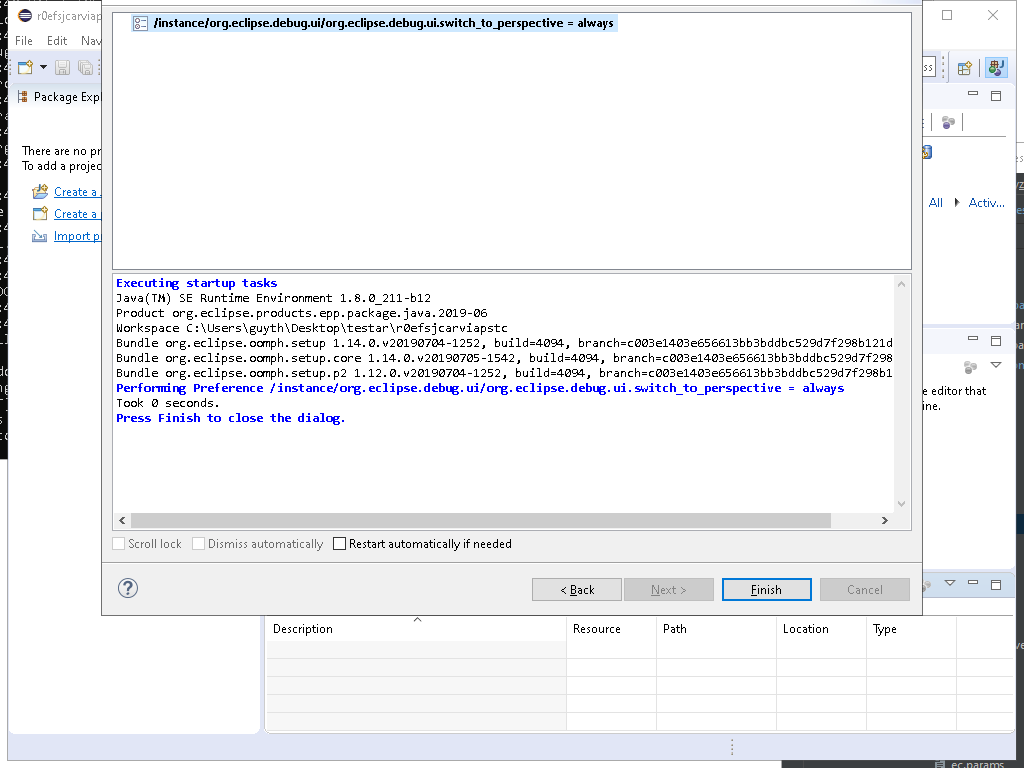 r0efsjcarviap
/instance/org.eclipse.debug.ui/org.eclipse.debug.ui.switch_to_perspective = always
File Edit Nav
Package Expl
There are no pr
To add a project
Create a
Create a
Import p
All Activ...
Executing startup tasks
Java(TM) SE Runtime Environment 1.8.0_211-b12
Product org.eclipse.products.epp.package.java.2019-06
Workspace C:\Users\guyth\Desktop\testar\r0efsjcarviapstc
Bundle org.eclipse.oomph.setup 1.14.0.v20190704-1252, build=4094, branch=c003e1403e656613bb3bddbc529d7f298b121d
Bundle org.eclipse.oomph.setup.core 1.14.0.v20190705-1542, build=4094, branch=c003e1403e656613bb3bddbc529d7f298
Bundle org.eclipse.oomph.setup.p2 1.12.0.v20190704-1252, build=4094, branch=c003e1403e656613bb3bddbc529d7f298b1
Performing Preference /instance/org.eclipse.debug.ui/org.eclipse.debug.ui.switch_to_perspective = always
Took 0 seconds.
Press Finish to close the dialog.
e editor that
ine.
Scroll lock Dismiss automatically Restart automatically if needed
< Back Next > Finish Cancel
Description Resource Path Location Type
ec.params